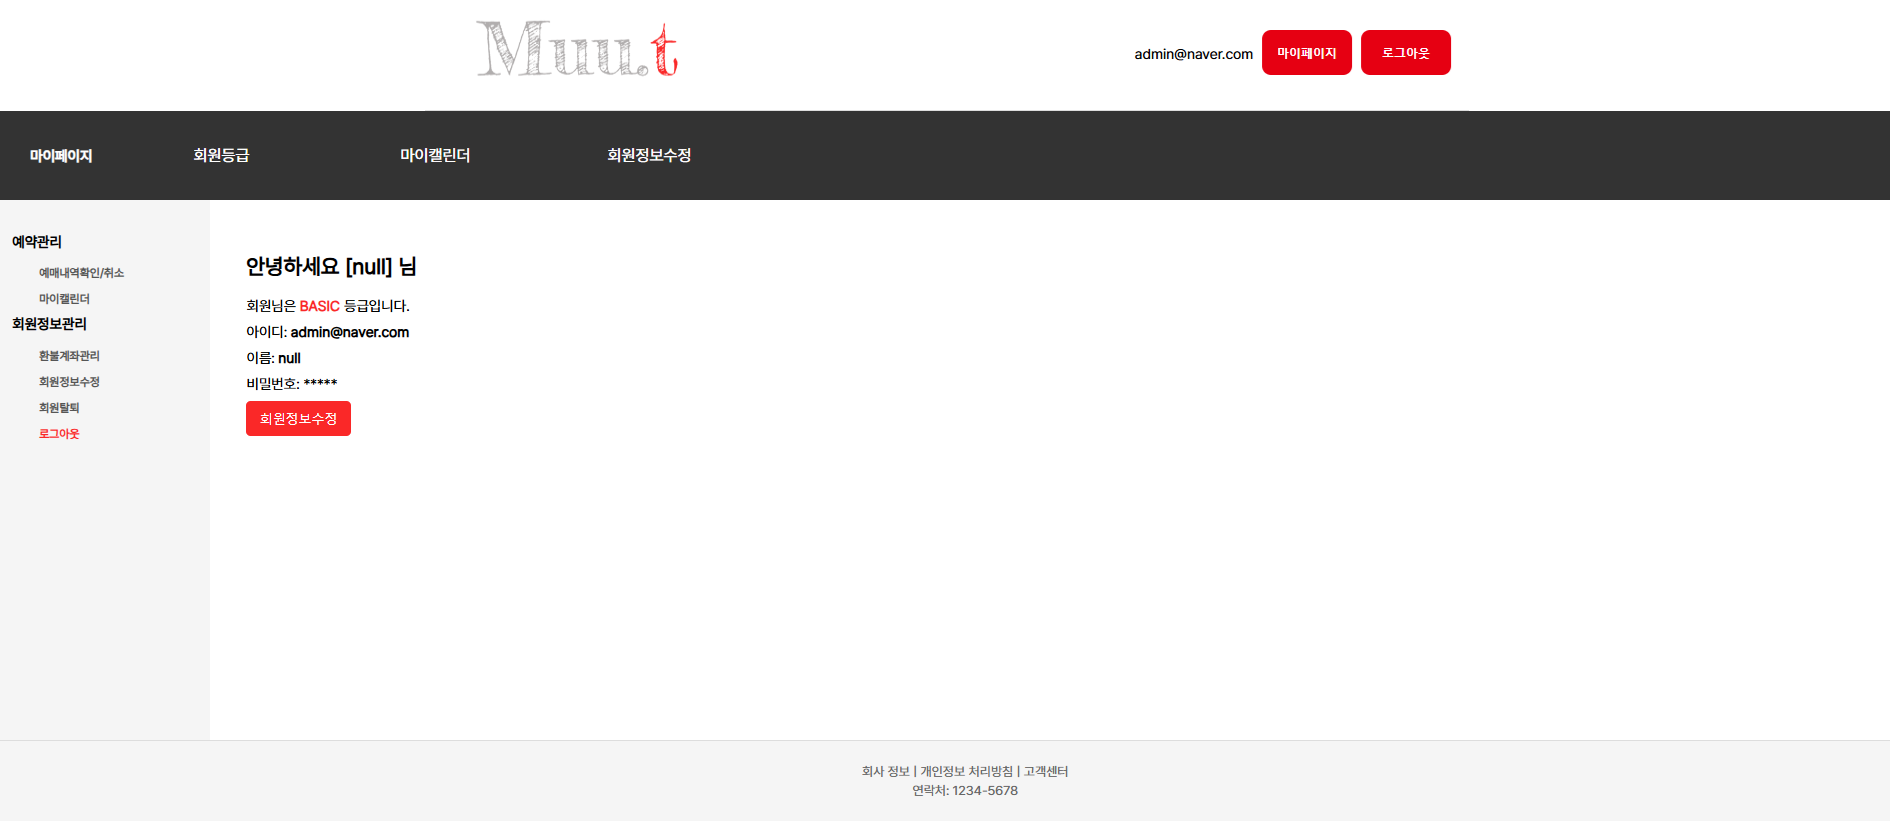 Muu.t
admin@naver.com 마이페이지 로그아웃
마이페이지 회원등급 마이캘린더 회원정보수정
예약관리
예매내역확인/취소
마이캘린더
회원정보관리
환불계좌관리
회원정보수정
회원탈퇴
로그아웃
안녕하세요 [null] 님
회원님은 BASIC 등급입니다.
아이디: admin@naver.com
이름: null
비밀번호: *****
회원정보수정
회사 정보 | 개인정보 처리방침 | 고객센터
연락처: 1234-5678